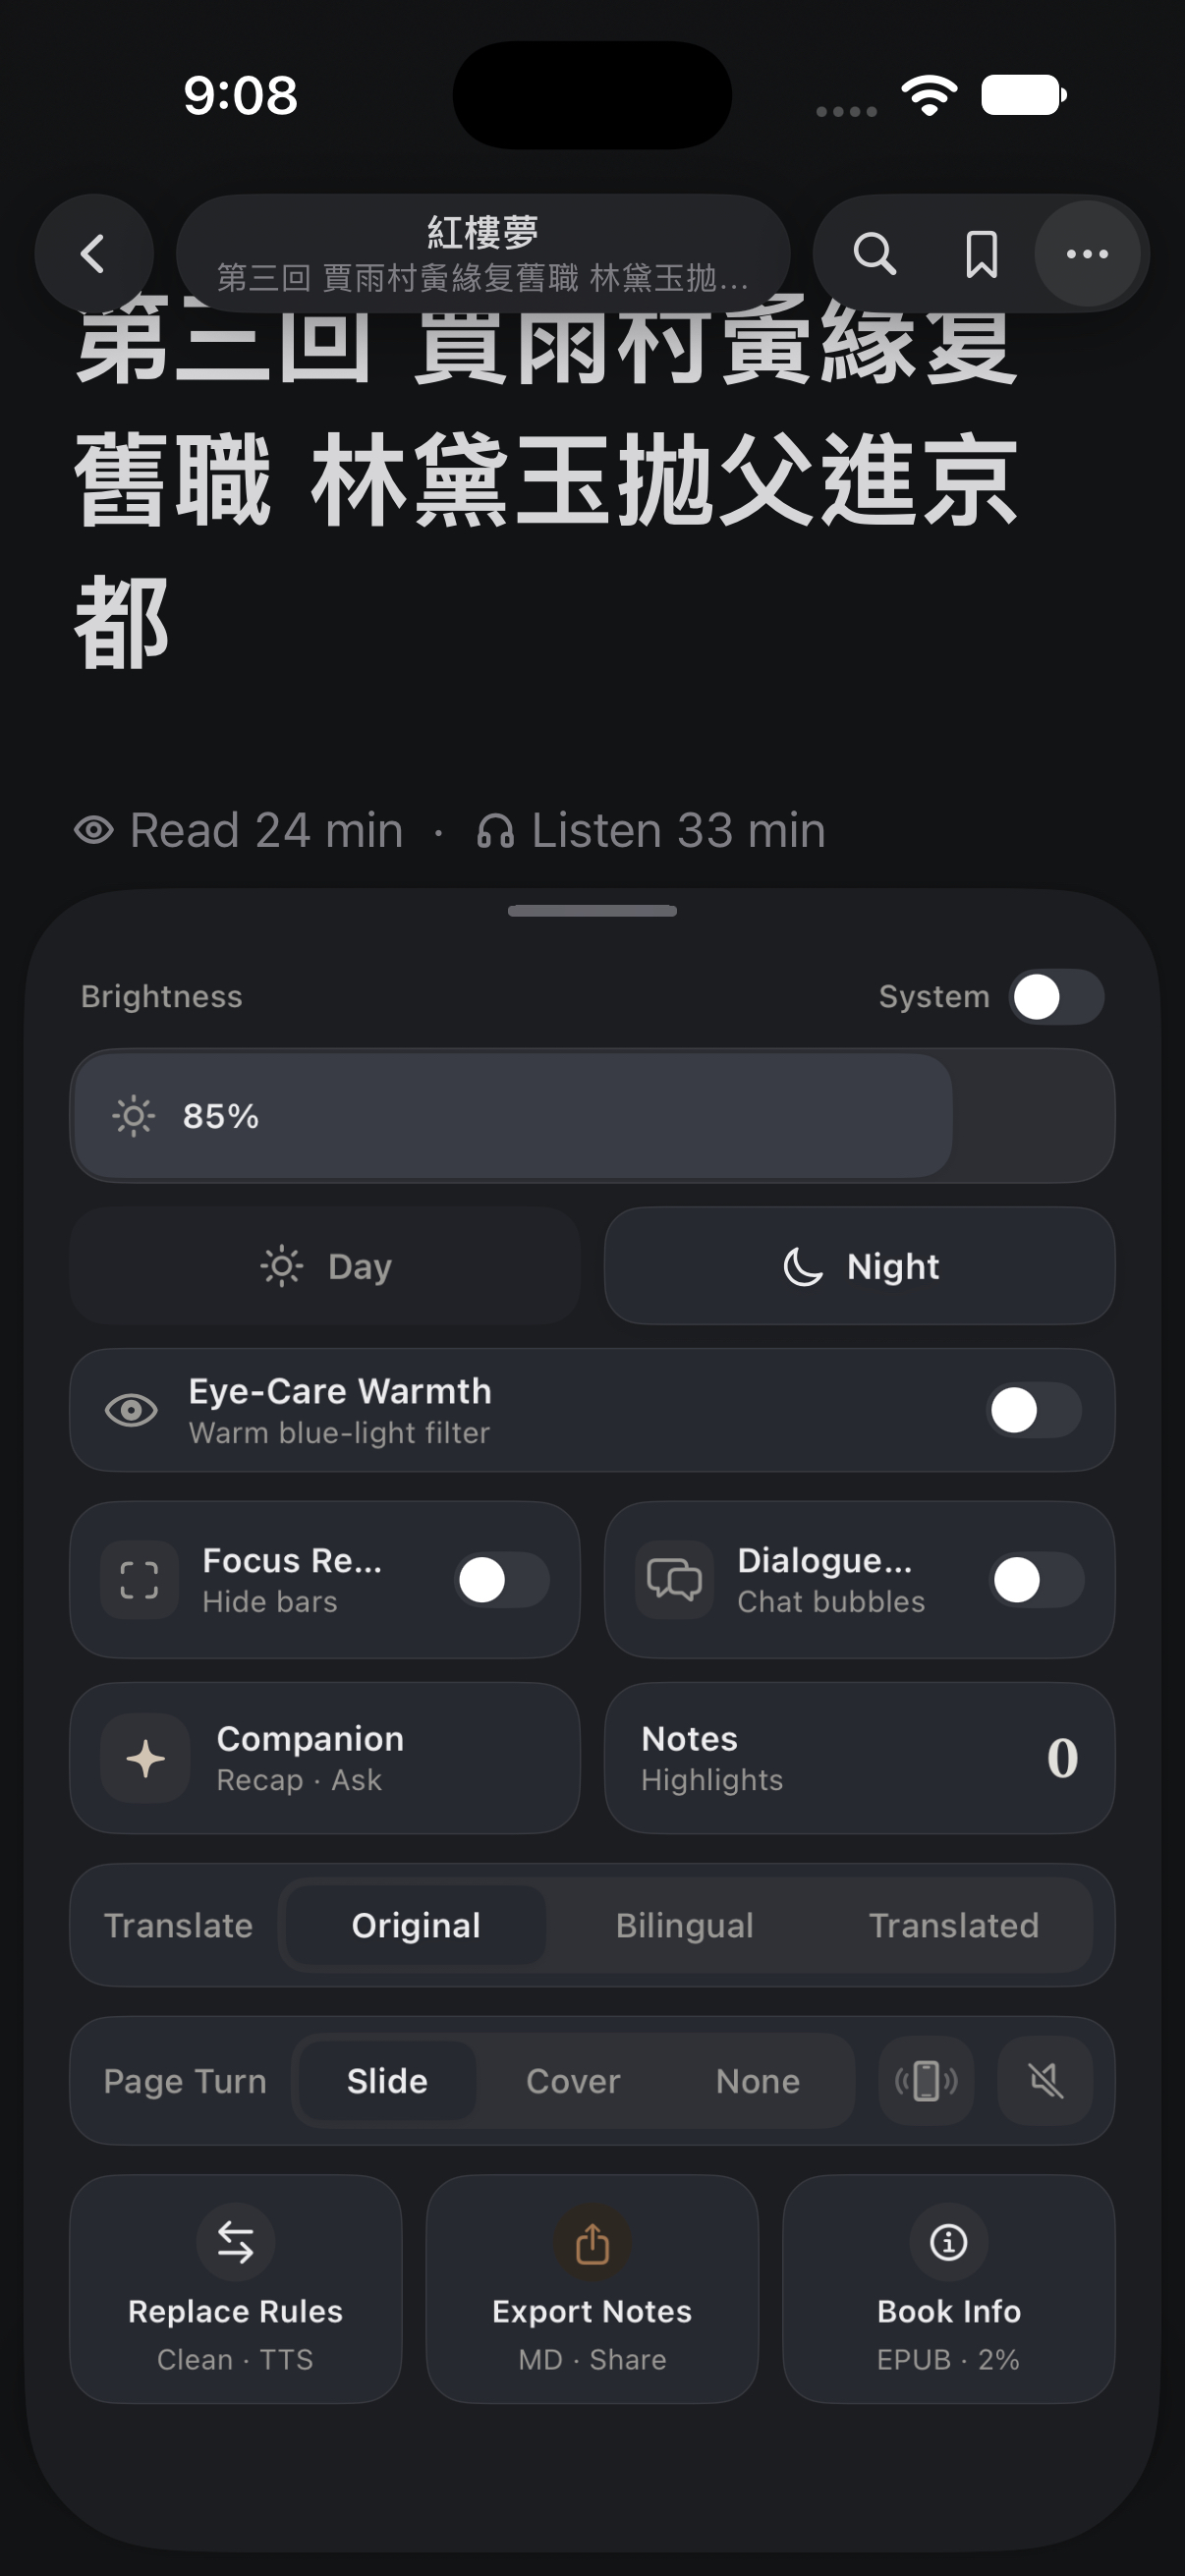 9:08
紅樓夢
第三回 賈雨村夤緣复舊職 林黛玉拋...
第三回 賈雨村夤緣复
舊職 林黛玉拋父進京
都
Read 24 min · Listen 33 min
Brightness
System
85%
Day
Night
Eye-Care Warmth
Warm blue-light filter
Focus Re...
Hide bars
Dialogue...
Chat bubbles
Companion
Recap · Ask
Notes
Highlights
0
Translate
Original
Bilingual
Translated
Page Turn
Slide
Cover
None
Replace Rules
Clean · TTS
Export Notes
MD · Share
Book Info
EPUB · 2%